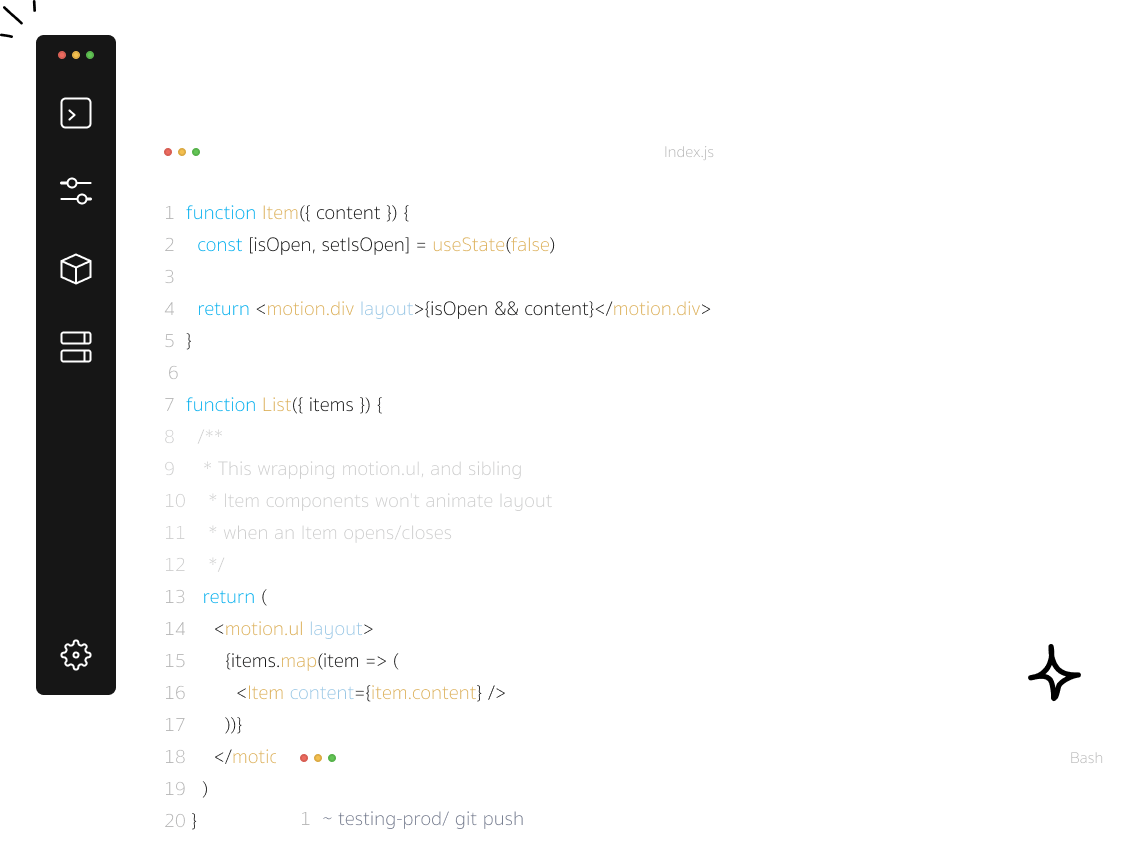 Index.js
1 function Item({ content }) {
2 const [isOpen, setIsOpen] = useState(false)
3
4 return <motion.div layout>{isOpen && content}</motion.div>
5 }
6
7 function List({ items }) {
8 /**
9 * This wrapping motion.ul, and sibling
10 * Item components won't animate layout
11 * when an Item opens/closes
12 */
13 return (
14 <motion.ul layout>
15 {items.map(item => (
16 <Item content={item.content} />
17 ))}
18 </motic
19 )
20 }
Bash
1 ~ testing-prod/ git push